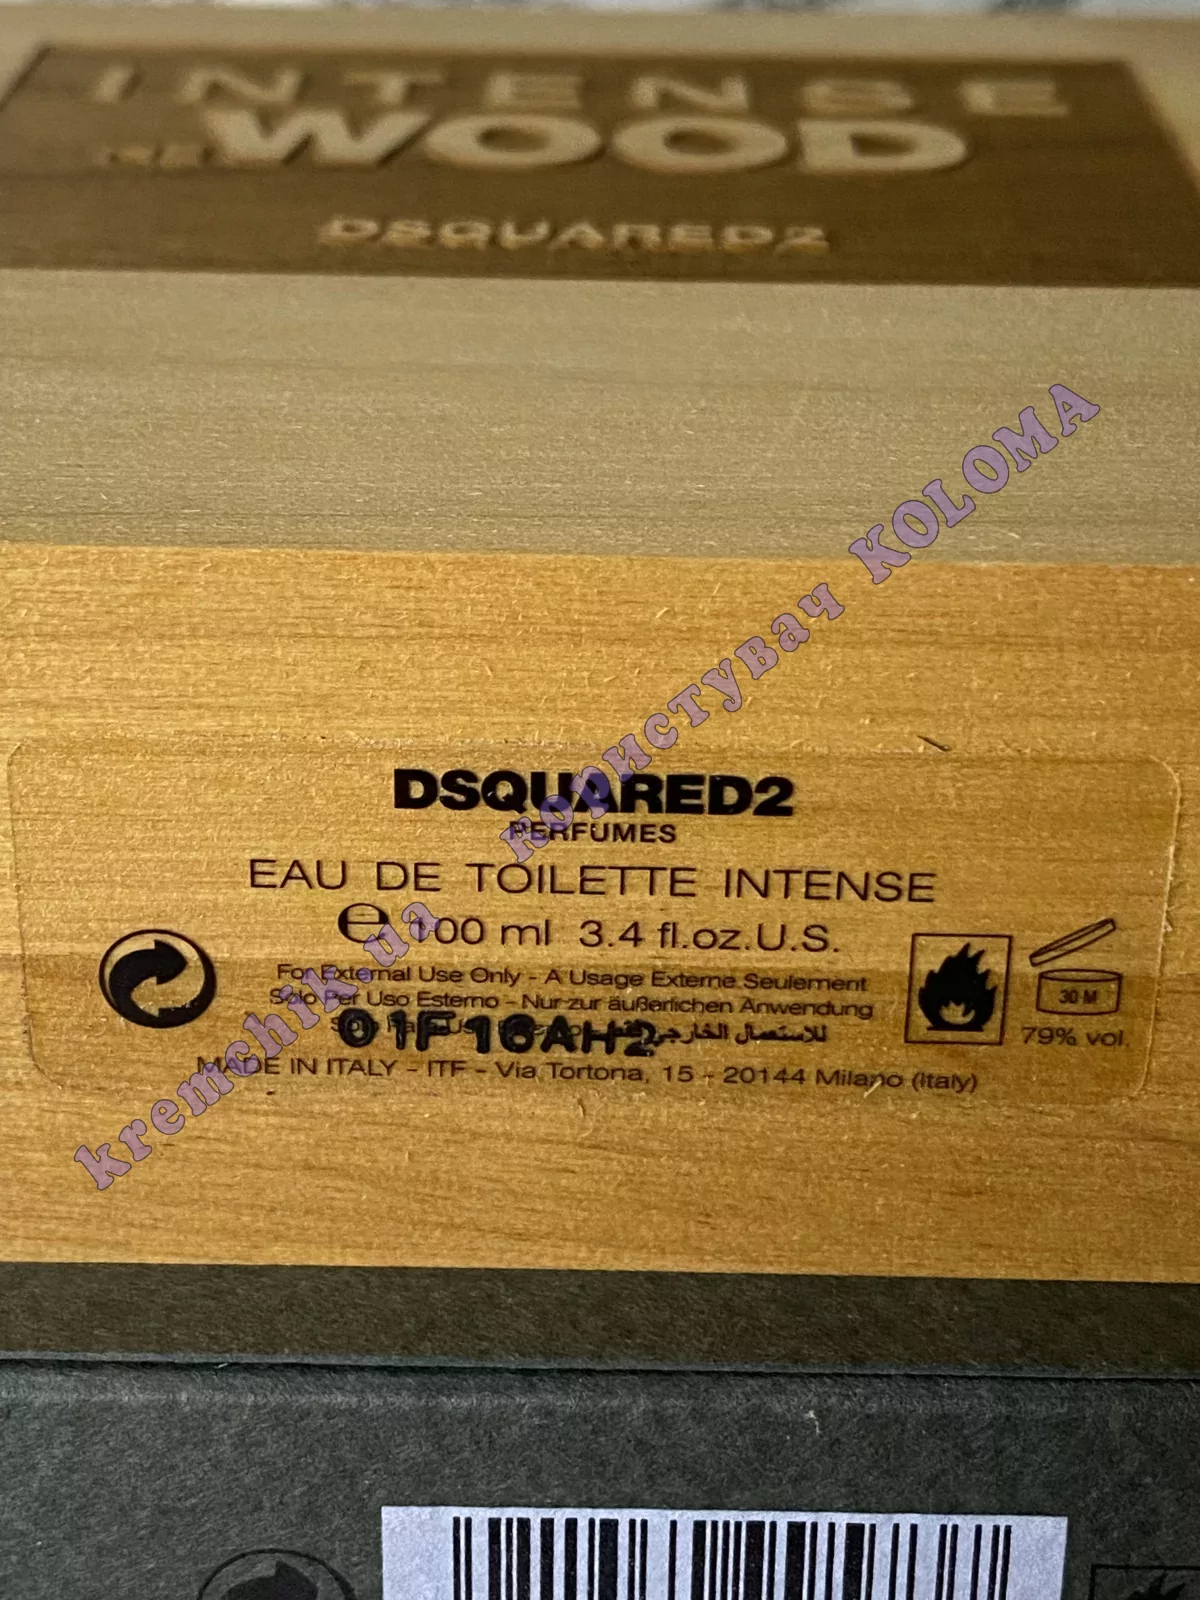 INTENSE
HE WOOD
DSQUARED2
користувач KOLOMA
kremchik.ua
DSQUARED2
PERFUMES
EAU DE TOILETTE INTENSE
℮ 100 ml 3.4 fl.oz.U.S.
For External Use Only - A Usage Externe Seulement
Solo Per Uso Esterno - Nur zur äußerlichen Anwendung
للاستعمال الخارجي
01F16AH2
MADE IN ITALY - ITF - Via Tortona, 15 - 20144 Milano (Italy)
30 M
79% vol.